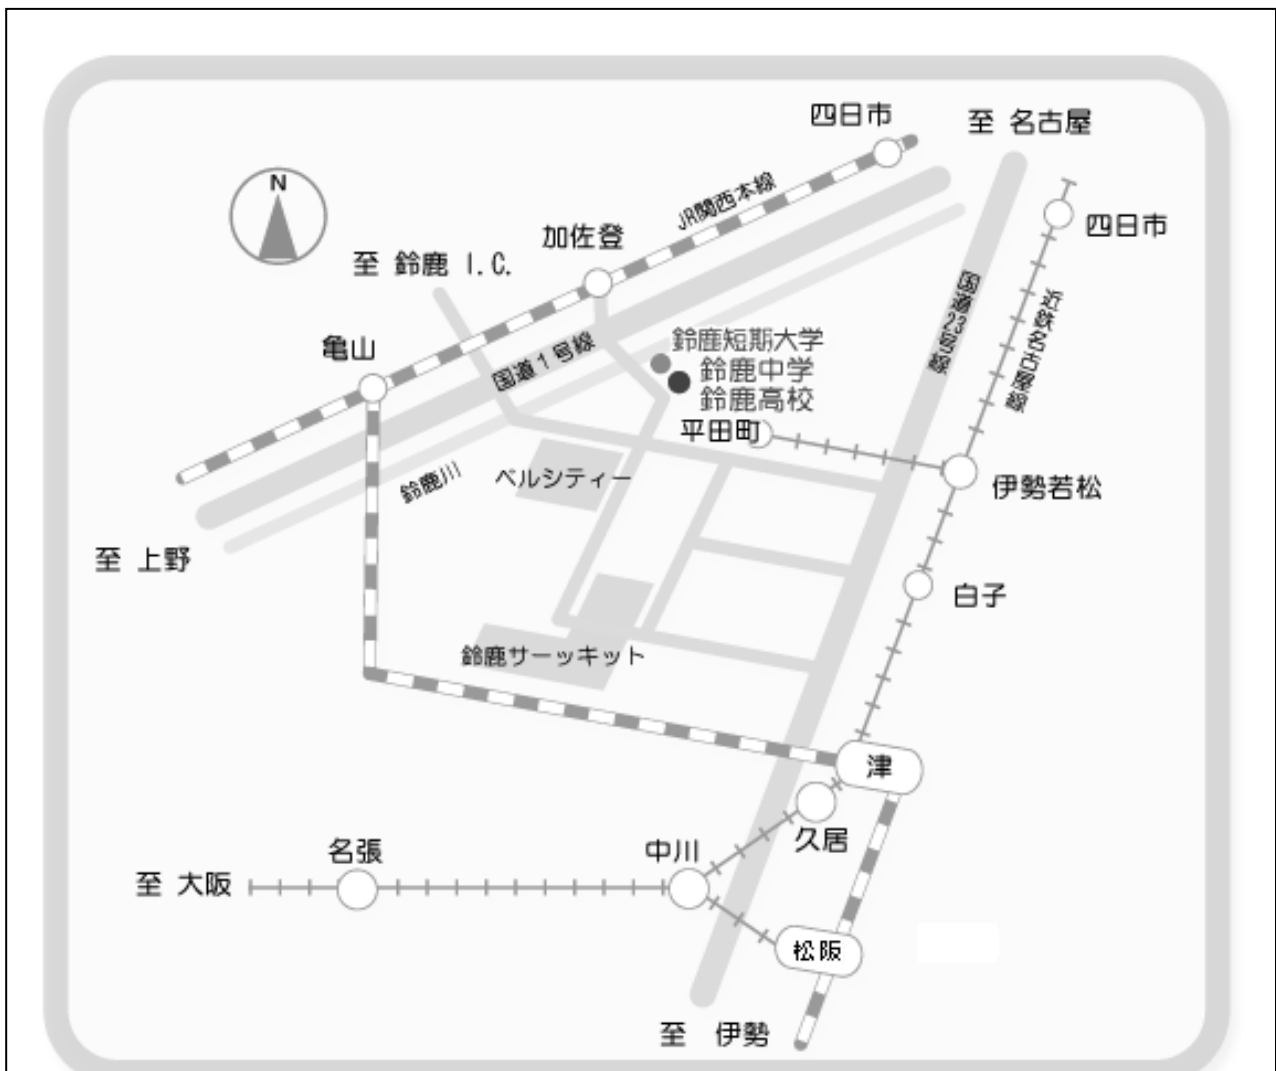 四日市
至 名古屋
N
JR関西本線
四日市
加佐登
至 鈴鹿 I.C.
国道23号線
近鉄名古屋線
亀山
国道1号線
鈴鹿短期大学
鈴鹿中学
鈴鹿高校
平田町
ベルシティー
鈴鹿川
伊勢若松
至 上野
白子
鈴鹿サーッキット
津
久居
名張
中川
至 大阪
松阪
至 伊勢